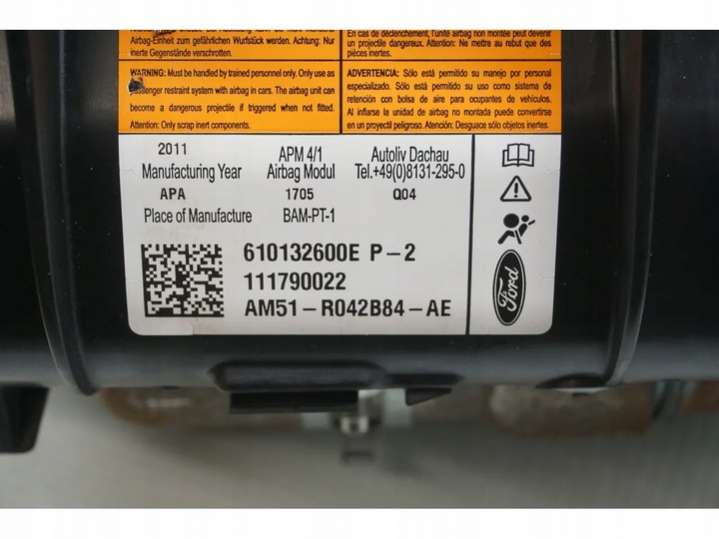 Airbag-Einheit zum gefährlichen Wurfstück werden. Achtung: Nur
inerte Gegenstände verschrotten.
En cas de déclenchement, l'unité airbag non montée peut devenir
un projectile dangereux. Attention: Ne mettre au rebut que des
pièces inertes.
WARNING: Must be handled by trained personnel only. Only use as
passenger restraint system with airbag in cars. The airbag unit can
become a dangerous projectile if triggered when not fitted.
Attention: Only scrap inert components.
ADVERTENCIA: Sólo está permitido su manejo por personal
especializado. Sólo está permitido su uso como sistema de
retención con bolsa de aire para ocupantes de vehículos.
Al inflarse la unidad de airbag no montada puede convertirse
en un proyectil peligroso. Atención: Desguace sólo objetos inertes.
2011 APM 4/1 Autoliv Dachau
Manufacturing Year Airbag Modul Tel.+49(0)8131-295-0
APA 1705 Q04
Place of Manufacture BAM-PT-1
610132600E P-2
111790022
AM51-R042B84-AE
Ford